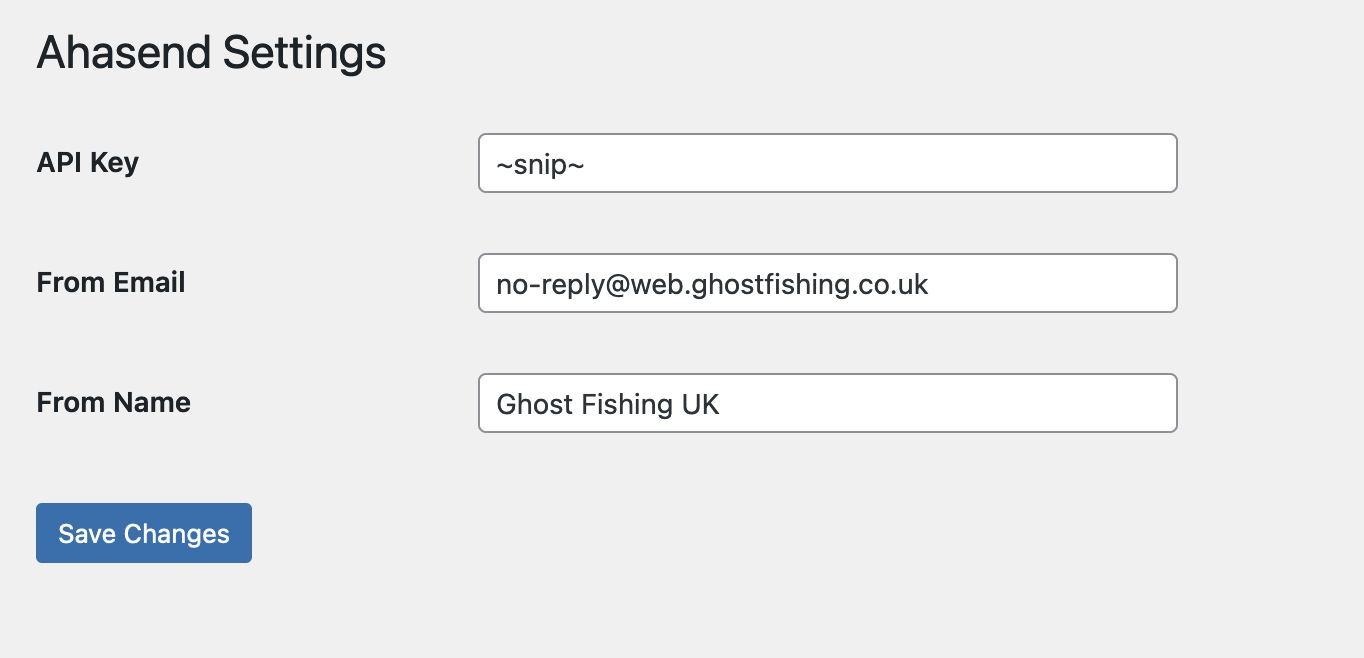 Ahasend Settings
API Key
~snip~
From Email
no-reply@web.ghostfishing.co.uk
From Name
Ghost Fishing UK
Save Changes